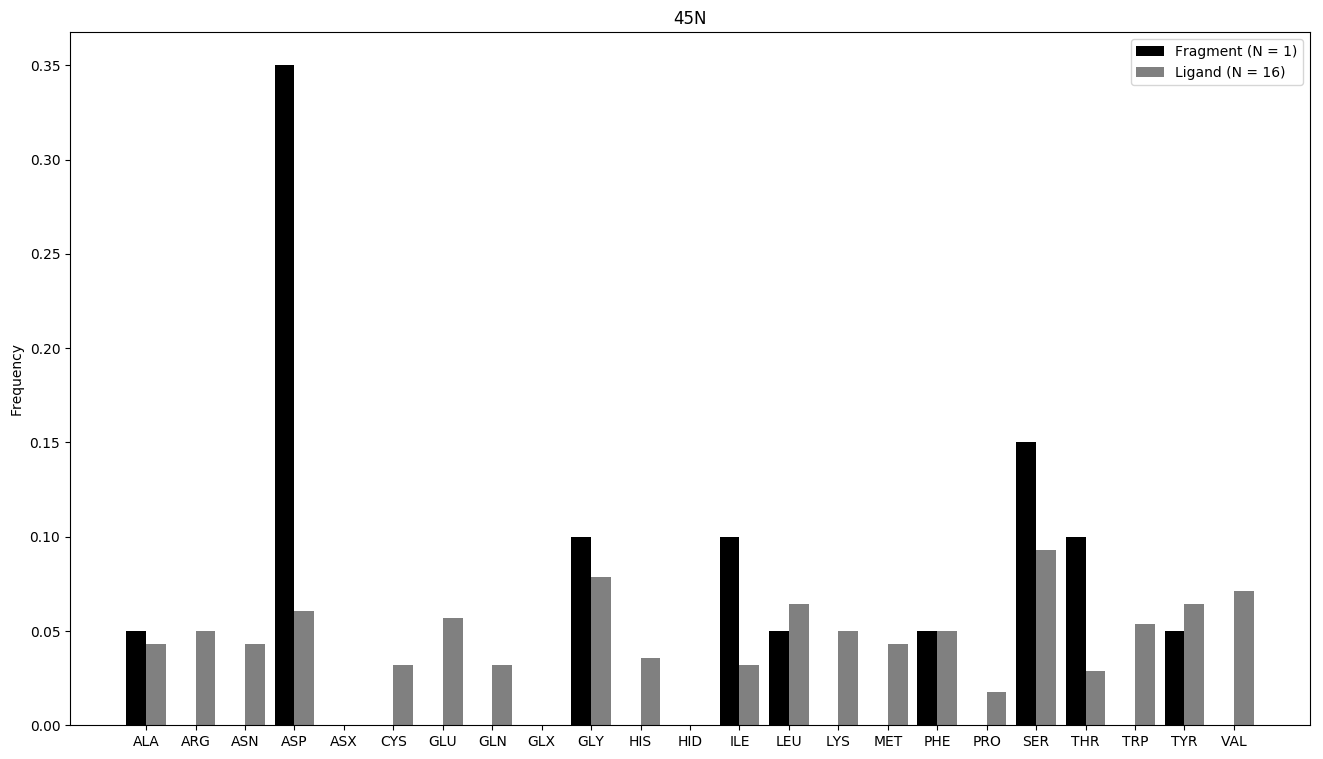 45N
Fragment (N = 1)
Ligand (N = 16)
Frequency
0.35
0.30
0.25
0.20
0.15
0.10
0.05
0.00
ALA ARG ASN ASP ASX CYS GLU GLN GLX GLY HIS HID ILE LEU LYS MET PHE PRO SER THR TRP TYR VAL